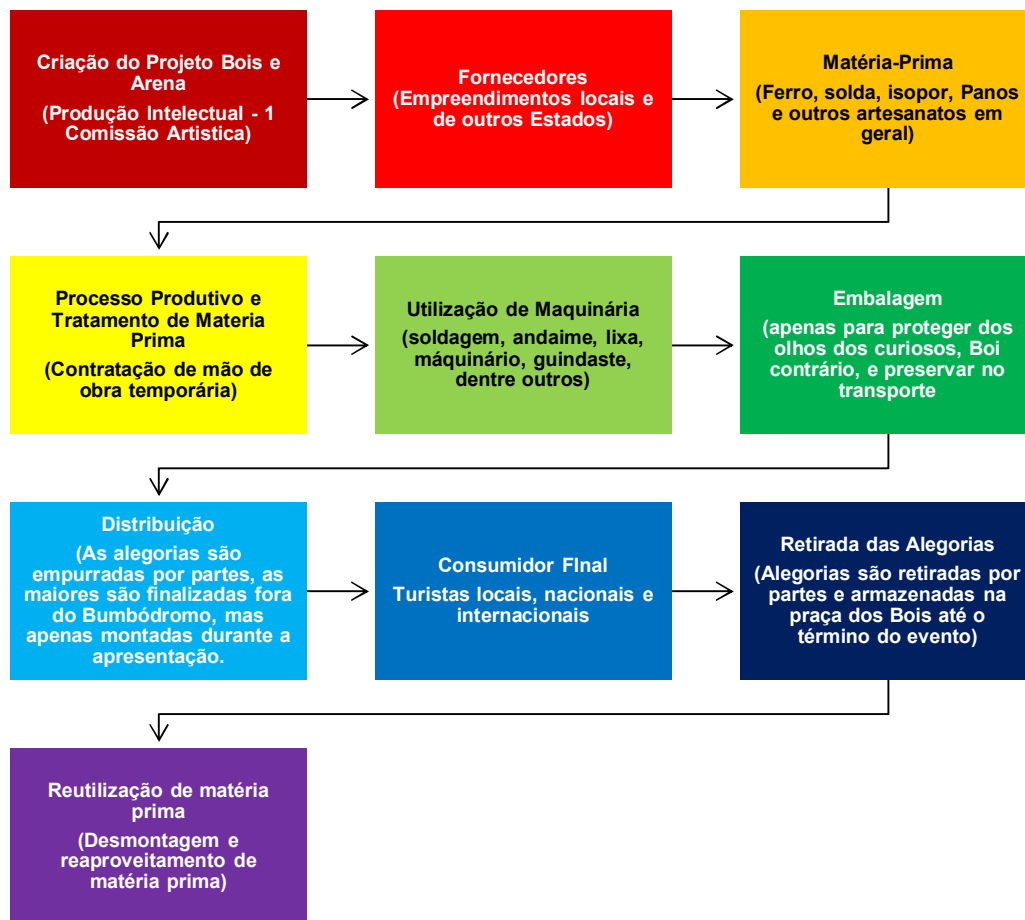 Criação do Projeto Bois e
Arena
(Produção Intelectual - 1
Comissão Artistica)
Fornecedores
(Empreendimentos locais e
de outros Estados)
Matéria-Prima
(Ferro, solda, isopor, Panos
e outros artesanatos em
geral)
Processo Produtivo e
Tratamento de Materia
Prima
(Contratação de mão de
obra temporária)
Utilização de Maquinária
(soldagem, andaime, lixa,
máquinário, guindaste,
dentre outros)
Embalagem
(apenas para proteger dos
olhos dos curiosos, Boi
contrário, e preservar no
transporte
Distribuição
(As alegorias são
empurradas por partes, as
maiores são finalizadas fora
do Bumbódromo, mas
apenas montadas durante a
apresentação.
Consumidor FInal
Turistas locais, nacionais e
internacionais
Retirada das Alegorias
(Alegorias são retiradas por
partes e armazenadas na
praça dos Bois até o
término do evento)
Reutilização de matéria
prima
(Desmontagem e
reaproveitamento de
matéria prima)